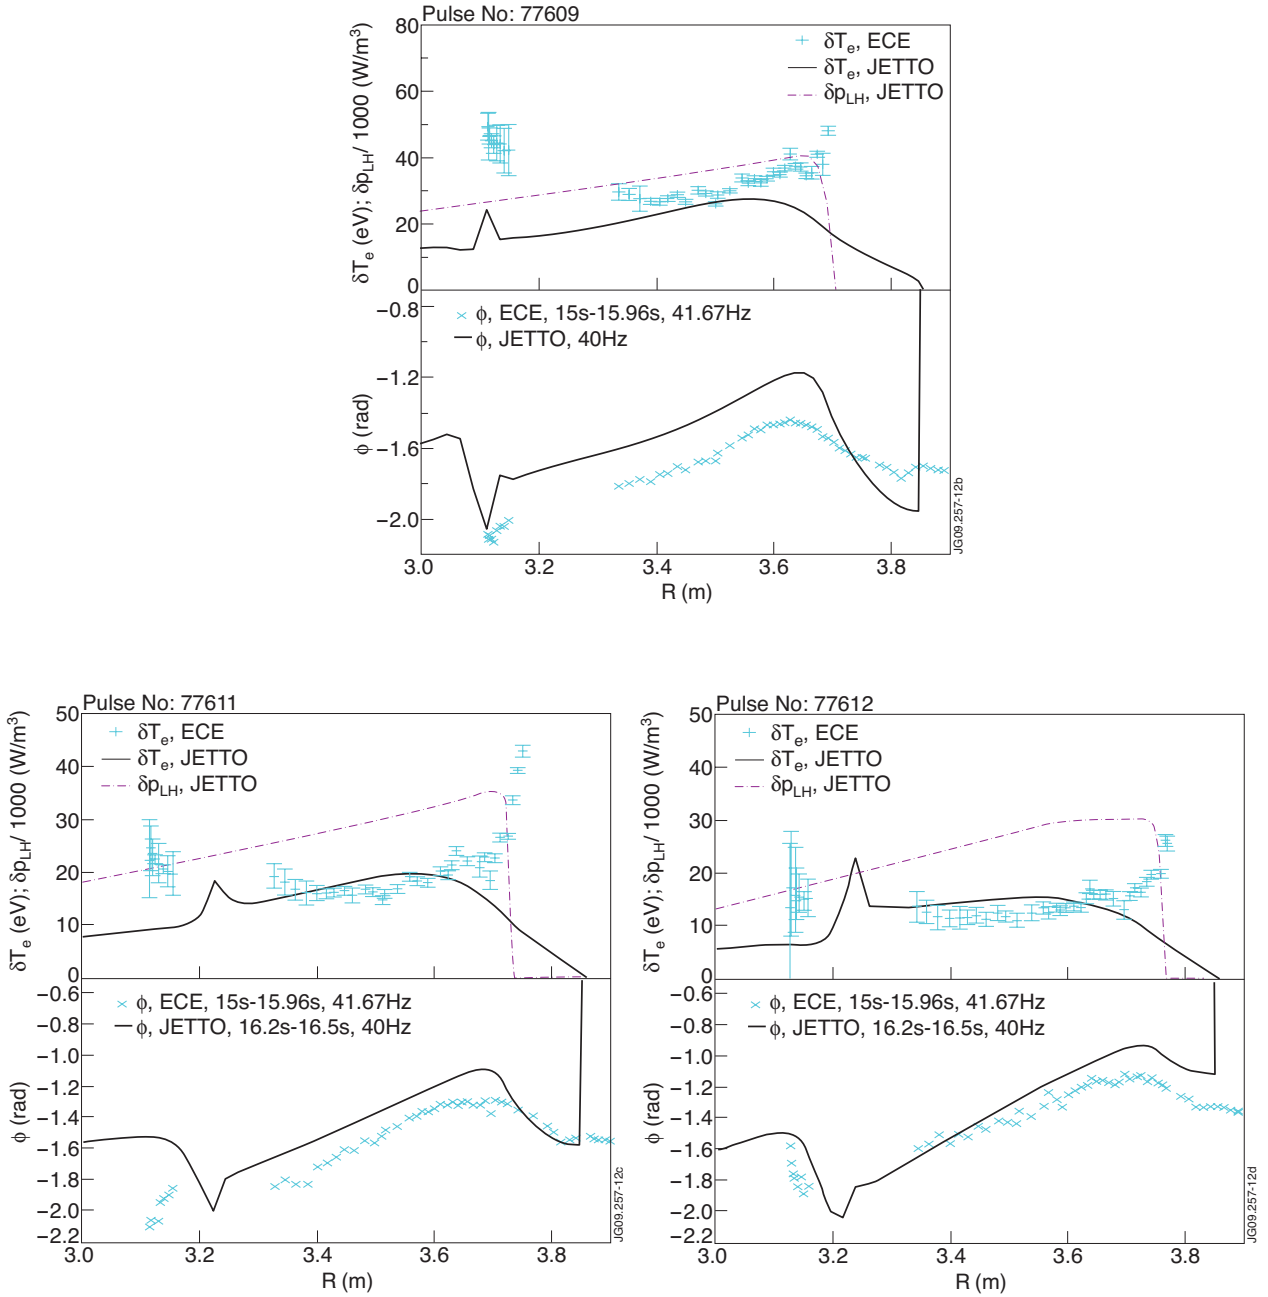 Pulse No: 77609
80
60
40
20
0
δTe (eV); δpLH/ 1000 (W/m³)
δTe, ECE
δTe, JETTO
δpLH, JETTO
−0.8
−1.2
−1.6
−2.0
ϕ (rad)
ϕ, ECE, 15s-15.96s, 41.67Hz
ϕ, JETTO, 40Hz
3.0 3.2 3.4 3.6 3.8
R (m)
JG09.257-12b
Pulse No: 77611
50
40
30
20
10
0
δTe (eV); δpLH/ 1000 (W/m³)
δTe, ECE
δTe, JETTO
δpLH, JETTO
−0.6
−0.8
−1.0
−1.2
−1.4
−1.6
−1.8
−2.0
−2.2
ϕ (rad)
ϕ, ECE, 15s-15.96s, 41.67Hz
ϕ, JETTO, 16.2s-16.5s, 40Hz
3.0 3.2 3.4 3.6 3.8
R (m)
JG09.257-12c
Pulse No: 77612
50
40
30
20
10
0
δTe (eV); δpLH/ 1000 (W/m³)
δTe, ECE
δTe, JETTO
δpLH, JETTO
−0.6
−0.8
−1.0
−1.2
−1.4
−1.6
−1.8
−2.0
−2.2
ϕ (rad)
ϕ, ECE, 15s-15.96s, 41.67Hz
ϕ, JETTO, 16.2s-16.5s, 40Hz
3.0 3.2 3.4 3.6 3.8
R (m)
JG09.257-12d